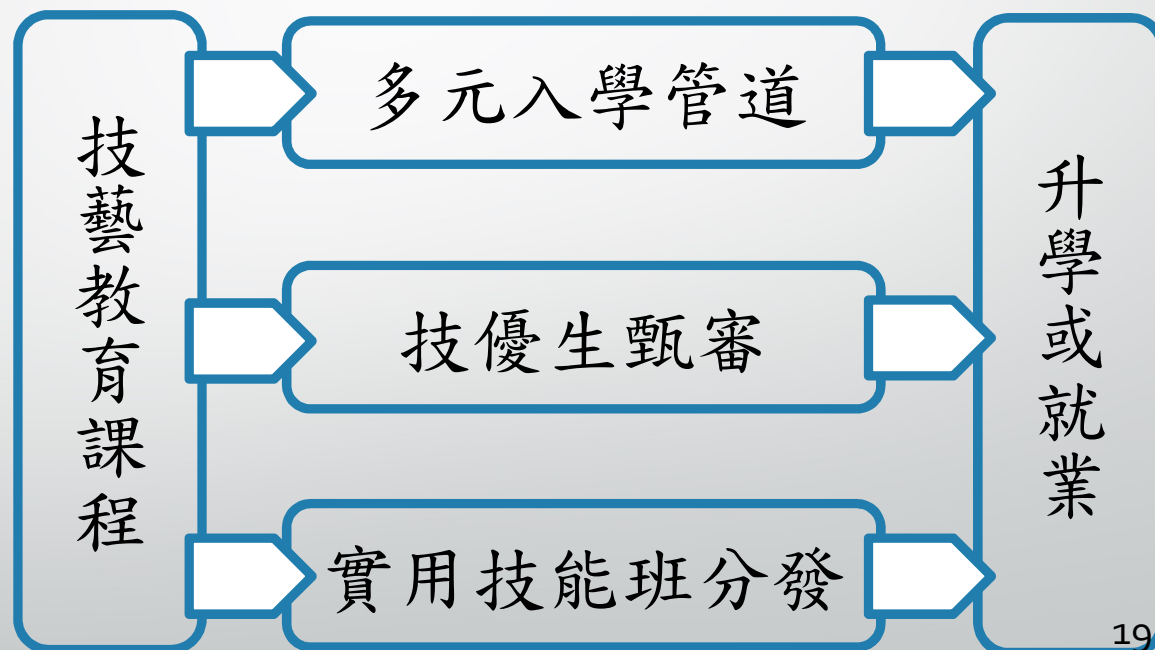 技藝教育課程
多元入學管道
技優生甄審
實用技能班分發
升學或就業
19